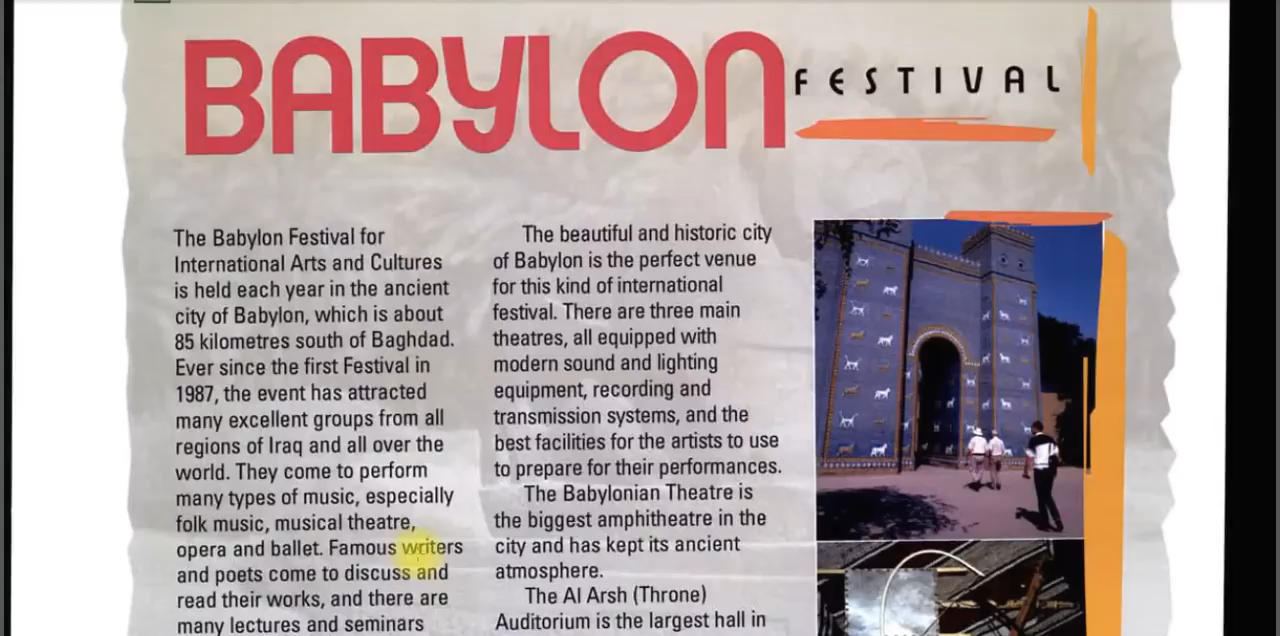 BABYLON FESTIVAL
The Babylon Festival for
International Arts and Cultures
is held each year in the ancient
city of Babylon, which is about
85 kilometres south of Baghdad.
Ever since the first Festival in
1987, the event has attracted
many excellent groups from all
regions of Iraq and all over the
world. They come to perform
many types of music, especially
folk music, musical theatre,
opera and ballet. Famous writers
and poets come to discuss and
read their works, and there are
many lectures and seminars
The beautiful and historic city
of Babylon is the perfect venue
for this kind of international
festival. There are three main
theatres, all equipped with
modern sound and lighting
equipment, recording and
transmission systems, and the
best facilities for the artists to use
to prepare for their performances.
The Babylonian Theatre is
the biggest amphitheatre in the
city and has kept its ancient
atmosphere.
The Al Arsh (Throne)
Auditorium is the largest hall in